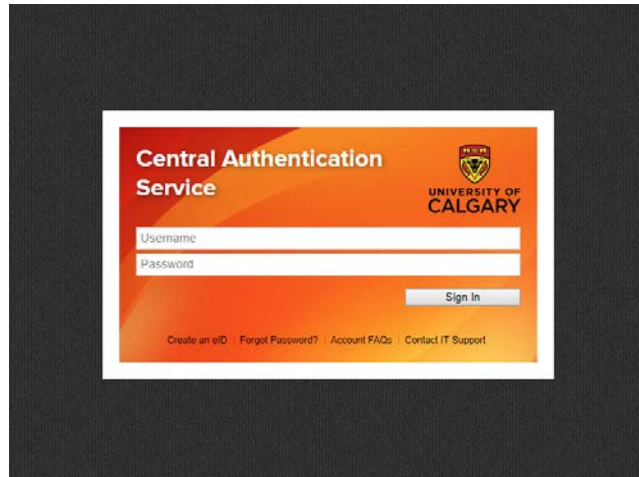 Central Authentication
Service
UNIVERSITY OF
CALGARY
Username
Password
Sign In
Create an eID | Forgot Password? | Account FAQs | Contact IT Support